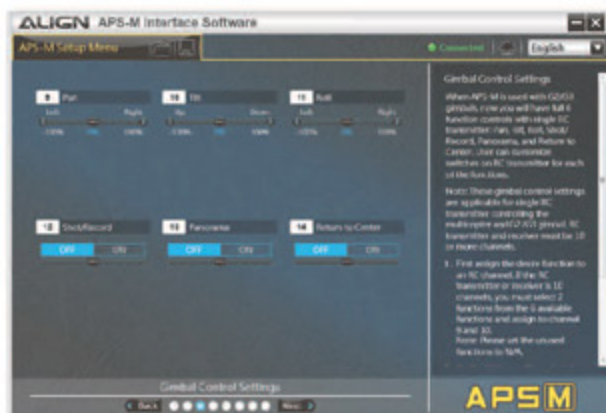 ALIGN APS-M Interface Software
APS-M Setup Menu
Connected
English
9 Pan
10 Tilt
11 Roll
Left Right
Up Down
Left Right
-100% 0% 100%
-100% 0% 100%
-100% 0% 100%
12 Shot/Record
13 Panorama
14 Return to Center
OFF ON
OFF ON
OFF ON
Gimbal Control Settings
Back
Next
Gimbal Control Settings
When APS-M is used with G2/G3
gimbals, now you will have full 6
function controls with single RC
transmitter: Pan, Tilt, Roll, Shot/
Record, Panorama, and Return to
Center. User can customize
switches on RC transmitter for each
of the functions.
Note: These gimbal control settings
are applicable for single RC
transmitter controlling the
multicopter and G2/G3 gimbal. RC
transmitter and receiver must be 10
or more channels.
1. First assign the device function to
an RC channel. If the RC
transmitter or receiver is 10
channels, you must select 2
functions from the 6 available
functions and assign to channel
9 and 10.
Note: Please set the unused
functions to N/A.
APS M